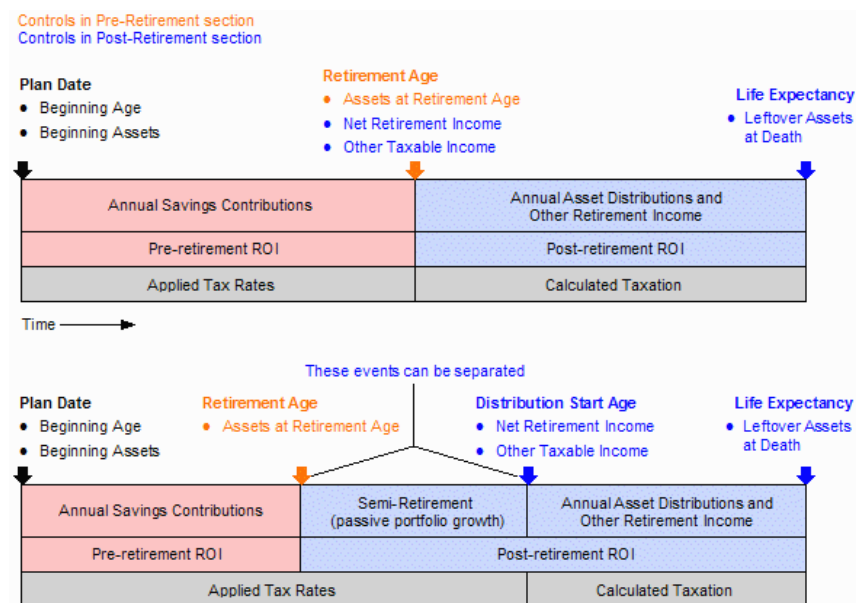 Controls in Pre-Retirement section
Controls in Post-Retirement section
Plan Date
● Beginning Age
● Beginning Assets
Retirement Age
● Assets at Retirement Age
● Net Retirement Income
● Other Taxable Income
Life Expectancy
● Leftover Assets
at Death
Annual Savings Contributions
Annual Asset Distributions and
Other Retirement Income
Pre-retirement ROI
Post-retirement ROI
Applied Tax Rates
Calculated Taxation
Time
These events can be separated
Plan Date
● Beginning Age
● Beginning Assets
Retirement Age
● Assets at Retirement Age
Distribution Start Age
● Net Retirement Income
● Other Taxable Income
Life Expectancy
● Leftover Assets
at Death
Annual Savings Contributions
Semi-Retirement
(passive portfolio growth)
Annual Asset Distributions and
Other Retirement Income
Pre-retirement ROI
Post-retirement ROI
Applied Tax Rates
Calculated Taxation